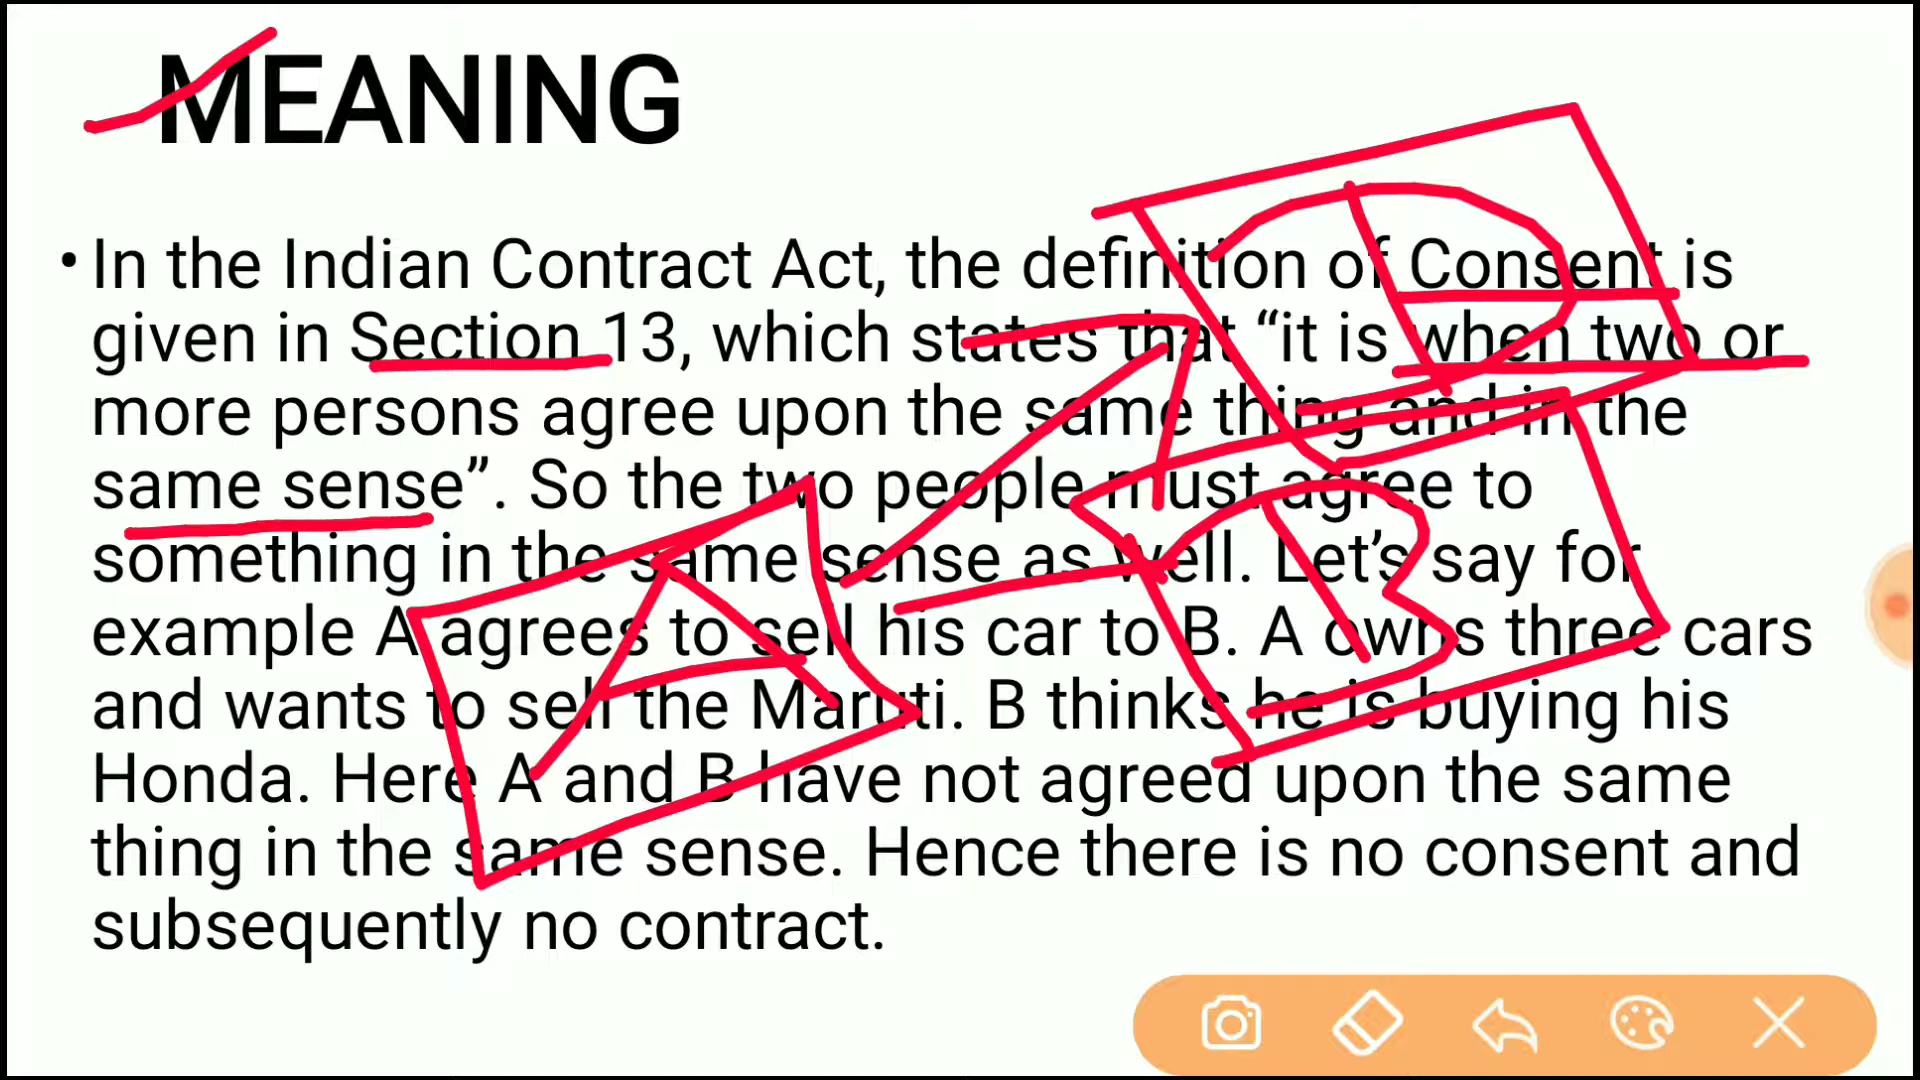 MEANING
• In the Indian Contract Act, the definition of Consent is
given in Section 13, which states that “it is when two or
more persons agree upon the same thing and in the
same sense”. So the two people must agree to
something in the same sense as well. Let’s say for
example A agrees to sell his car to B. A owns three cars
and wants to sell the Maruti. B thinks he is buying his
Honda. Here A and B have not agreed upon the same
thing in the same sense. Hence there is no consent and
subsequently no contract.
D
A
B